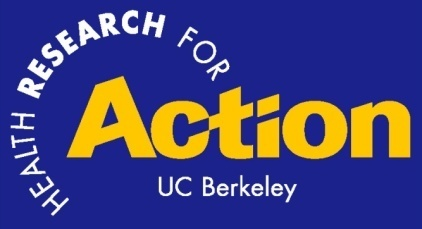 HEALTH RESEARCH FOR
Action
UC Berkeley